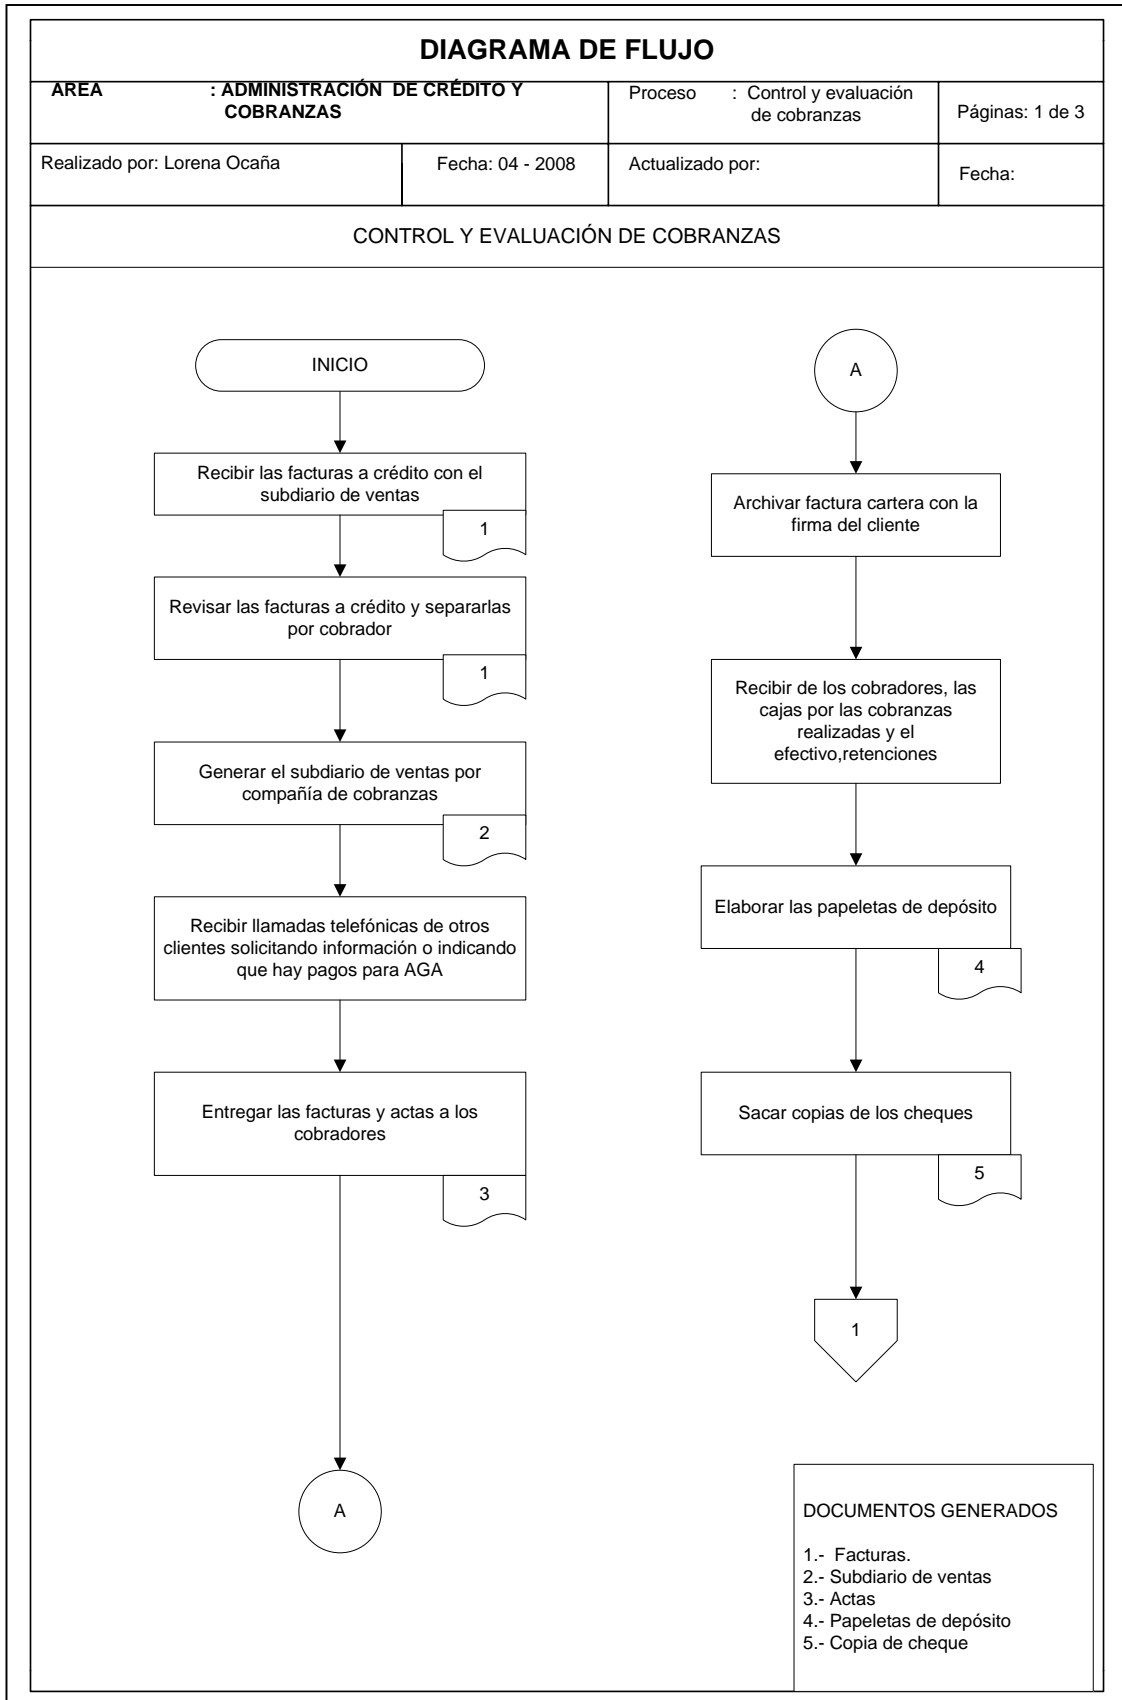 DIAGRAMA DE FLUJO
AREA : ADMINISTRACIÓN DE CRÉDITO Y
COBRANZAS
Proceso : Control y evaluación
de cobranzas
Páginas: 1 de 3
Realizado por: Lorena Ocaña
Fecha: 04 - 2008
Actualizado por:
Fecha:
CONTROL Y EVALUACIÓN DE COBRANZAS
INICIO
Recibir las facturas a crédito con el
subdiario de ventas
1
Revisar las facturas a crédito y separarlas
por cobrador
1
Generar el subdiario de ventas por
compañía de cobranzas
2
Recibir llamadas telefónicas de otros
clientes solicitando información o indicando
que hay pagos para AGA
Entregar las facturas y actas a los
cobradores
3
A
A
Archivar factura cartera con la
firma del cliente
Recibir de los cobradores, las
cajas por las cobranzas
realizadas y el
efectivo,retenciones
Elaborar las papeletas de depósito
4
Sacar copias de los cheques
5
1
DOCUMENTOS GENERADOS
1.- Facturas.
2.- Subdiario de ventas
3.- Actas
4.- Papeletas de depósito
5.- Copia de cheque